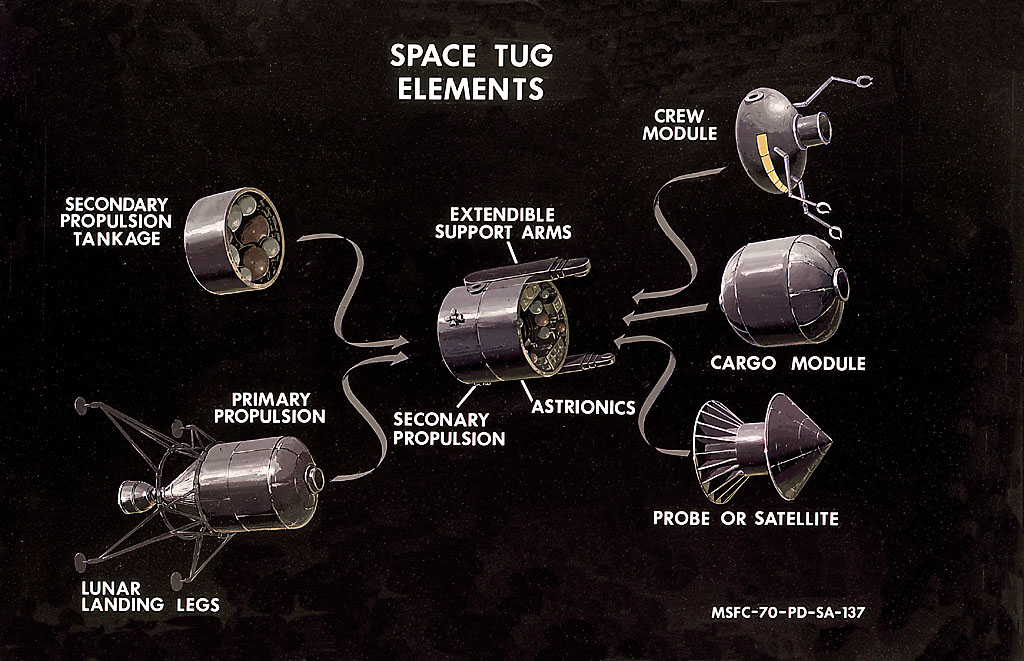 SPACE TUG
ELEMENTS
CREW
MODULE
SECONDARY
PROPULSION
TANKAGE
EXTENDIBLE
SUPPORT ARMS
CARGO MODULE
PRIMARY
PROPULSION
SECONARY
PROPULSION
ASTRIONICS
PROBE OR SATELLITE
LUNAR
LANDING LEGS
MSFC-70-PD-SA-137